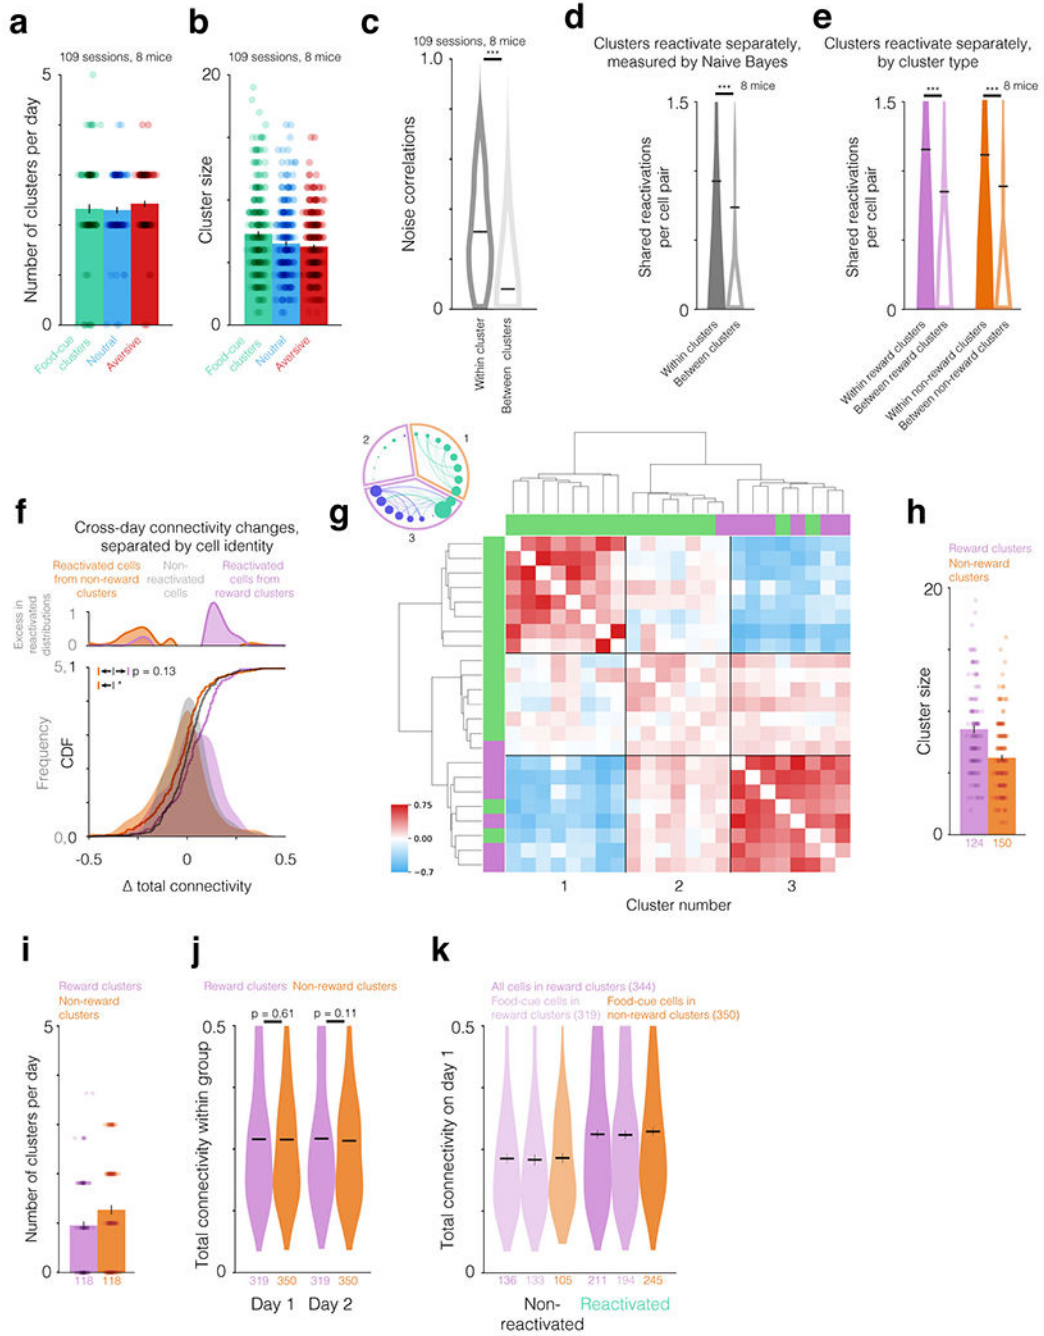 a
109 sessions, 8 mice
5
0
Number of clusters per day
Food-cue
clusters
Neutral
Aversive
b
109 sessions, 8 mice
20
0
Cluster size
Food-cue
clusters
Neutral
Aversive
c
109 sessions, 8 mice
***
1.0
0
Noise correlations
Within cluster
Between clusters
d
Clusters reactivate separately,
measured by Naive Bayes
*** 8 mice
1.5
0
Shared reactivations
per cell pair
Within clusters
Between clusters
e
Clusters reactivate separately,
by cluster type
*** *** 8 mice
1.5
0
Shared reactivations
per cell pair
Within reward clusters
Between reward clusters
Within non-reward clusters
Between non-reward clusters
f
Cross-day connectivity changes,
separated by cell identity
Reactivated cells
from non-reward
clusters
Non-
reactivated
cells
Reactivated
cells from
reward clusters
Excess in
reactivated
distributions
1
0
5, 1
p = 0.13
*
Frequency
CDF
0, 0
-0.5 0 0.5
Δ total connectivity
g
2 1
3
0.75
0.00
−0.7
1 2 3
Cluster number
h
Reward clusters
Non-reward
clusters
20
0
Cluster size
124 150
i
Reward clusters
Non-reward
clusters
5
0
Number of clusters per day
118 118
j
Reward clusters Non-reward clusters
p = 0.61 p = 0.11
0.5
0
Total connectivity within group
319 350 319 350
Day 1 Day 2
k
All cells in reward clusters (344)
Food-cue cells in
reward clusters (319)
Food-cue cells in
non-reward clusters (350)
0.5
0
Total connectivity on day 1
136 133 105 211 194 245
Non-
reactivated
Reactivated